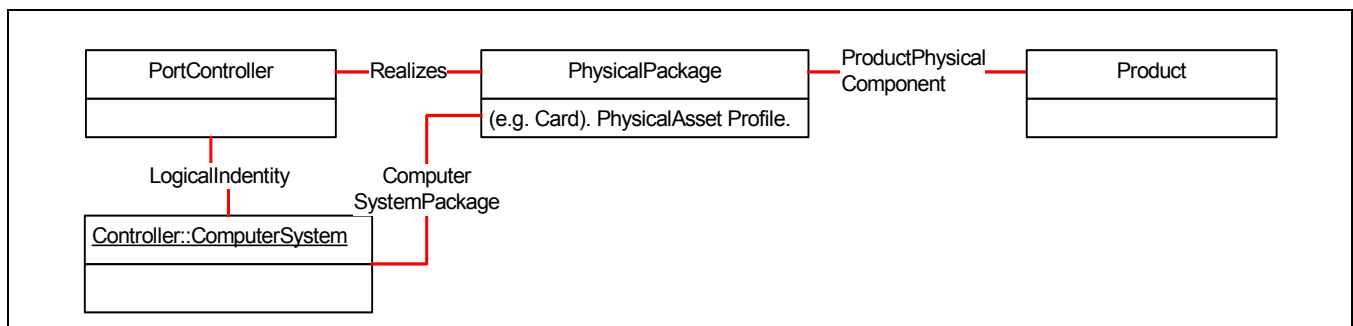 PortController
Realizes
PhysicalPackage
(e.g. Card). PhysicalAsset Profile.
ProductPhysical
Component
Product
LogicalIndentity
Computer
SystemPackage
Controller::ComputerSystem